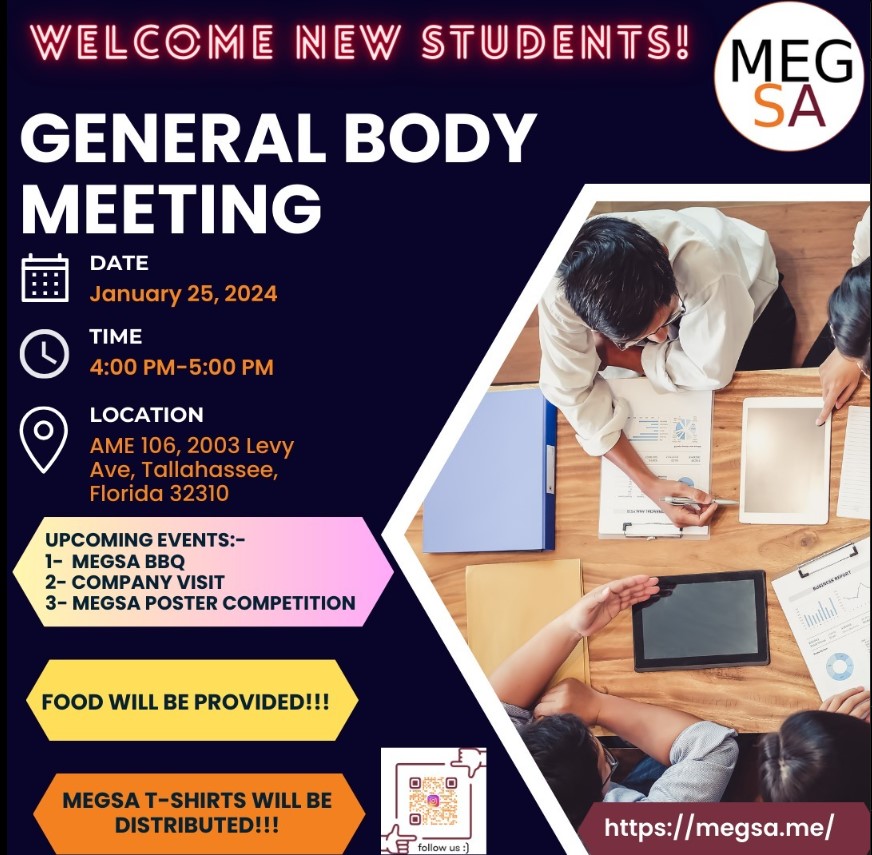 WELCOME NEW STUDENTS!
MEG
SA
GENERAL BODY
MEETING
DATE
January 25, 2024
TIME
4:00 PM-5:00 PM
LOCATION
AME 106, 2003 Levy
Ave, Tallahassee,
Florida 32310
UPCOMING EVENTS:-
1- MEGSA BBQ
2- COMPANY VISIT
3- MEGSA POSTER COMPETITION
FOOD WILL BE PROVIDED!!!
MEGSA T-SHIRTS WILL BE
DISTRIBUTED!!!
follow us :)
BUSINESS REPORT
https://megsa.me/